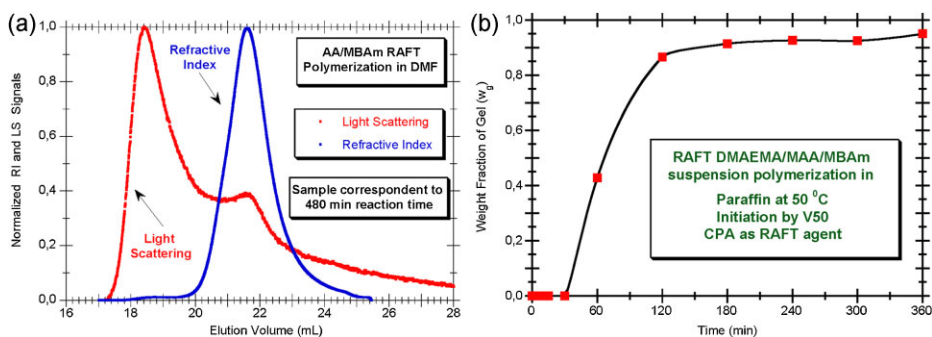 (a)
Normalized RI and LS Signals
1,0
0,8
0,6
0,4
0,2
0,0
Refractive
Index
AA/MBAm RAFT
Polymerization in DMF
Light Scattering
Refractive Index
Sample correspondent to
480 min reaction time
Light
Scattering
16 18 20 22 24 26 28
Elution Volume (mL)
(b)
Weight Fraction of Gel (wg)
1,0
0,8
0,6
0,4
0,2
0,0
RAFT DMAEMA/MAA/MBAm
suspension polymerization in
Paraffin at 50 ⁰C
Initiation by V50
CPA as RAFT agent
0 60 120 180 240 300 360
Time (min)